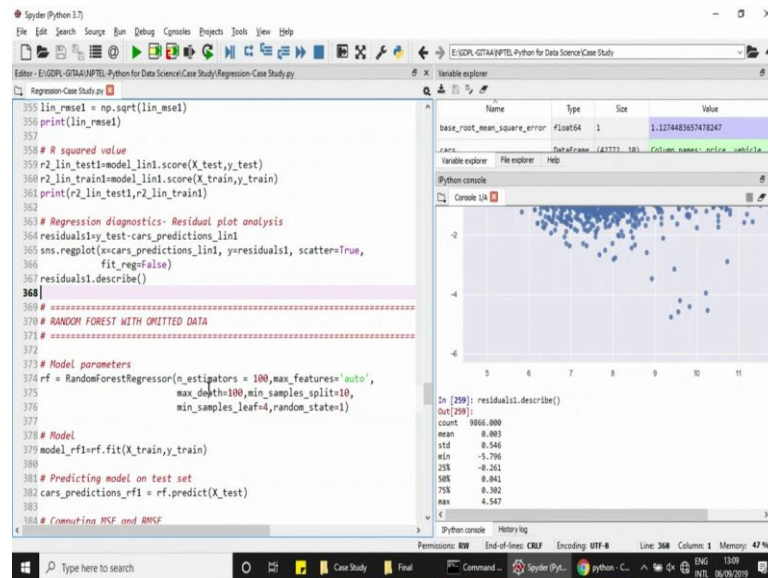 Spyder (Python 3.7)
File Edit Search Source Run Debug Consoles Projects Tools View Help
E:\GDPL-GITAA\NPTEL-Python for Data Science\Case Study
Editor - E:\GDPL-GITAA\NPTEL-Python for Data Science\Case Study\Regression-Case Study.py
Regression-Case Study.py
355 lin_rmse1 = np.sqrt(lin_mse1)
356 print(lin_rmse1)
357
358 # R squared value
359 r2_lin_test1=model_lin1.score(X_test,y_test)
360 r2_lin_train1=model_lin1.score(X_train,y_train)
361 print(r2_lin_test1,r2_lin_train1)
362
363 # Regression diagnostics- Residual plot analysis
364 residuals1=y_test-cars_predictions_lin1
365 sns.regplot(x=cars_predictions_lin1, y=residuals1, scatter=True,
366 fit_reg=False)
367 residuals1.describe()
368
369 # =============================================================
370 # RANDOM FOREST WITH OMITTED DATA
371 # =============================================================
372
373 # Model parameters
374 rf = RandomForestRegressor(n_estimators = 100,max_features='auto',
375 max_depth=100,min_samples_split=10,
376 min_samples_leaf=4,random_state=1)
377
378 # Model
379 model_rf1=rf.fit(X_train,y_train)
380
381 # Predicting model on test set
382 cars_predictions_rf1 = rf.predict(X_test)
383
384 # Computing MSE and RMSE
Variable explorer
Name Type Size Value
base_root_mean_square_error float64 1 1.1274483657478247
cars DataFrame (42772, 10) Column names: price, vehicle
Variable explorer File explorer Help
IPython console
Console 1/A
-2
-4
-6
5 6 7 8 9 10 11
In [259]: residuals1.describe()
Out[259]:
count 9866.000
mean 0.003
std 0.546
min -5.796
25% -0.261
50% 0.041
75% 0.302
max 4.547
IPython console History log
Permissions: RW End-of-lines: CRLF Encoding: UTF-8 Line: 368 Column: 1 Memory: 47 %
Type here to search
Case Study
Final
Command ...
Spyder (Pyt...
python - C...
ENG
INTL
13:09
06/09/2019